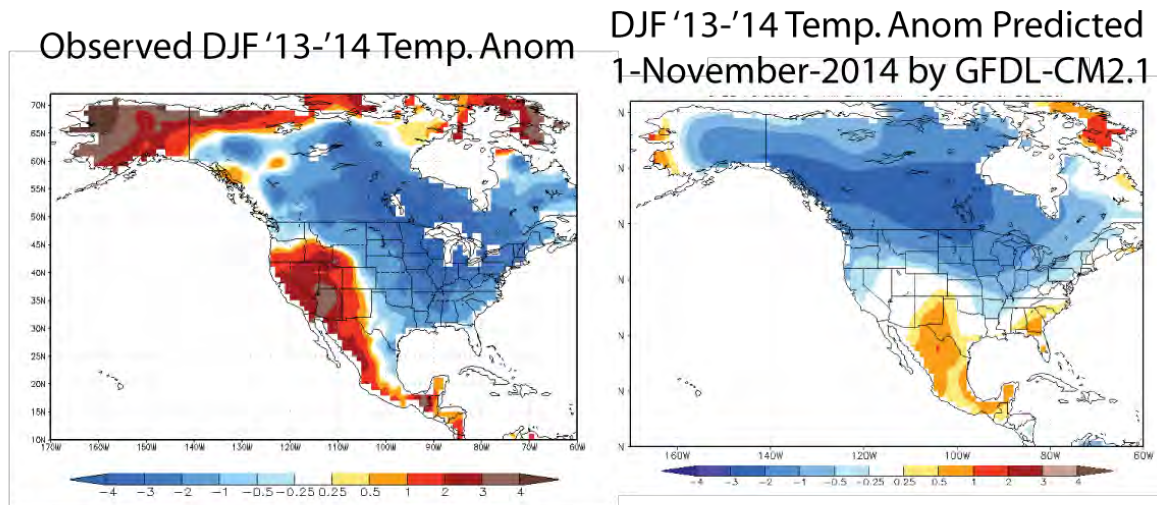 Observed DJF ‘13-’14 Temp. Anom
DJF ‘13-’14 Temp. Anom Predicted
1-November-2014 by GFDL-CM2.1
70N
65N
60N
55N
50N
45N
40N
35N
30N
25N
20N
15N
10N
170W 160W 150W 140W 130W 120W 110W 100W 90W 80W 70W 60W
-4 -3 -2 -1 -0.5 -0.25 0.25 0.5 1 2 3 4
N
N
N
N
N
N
N
160W 140W 120W 100W 80W 60W
-4 -3 -2 -1 -0.5 -0.25 0.25 0.5 1 2 3 4